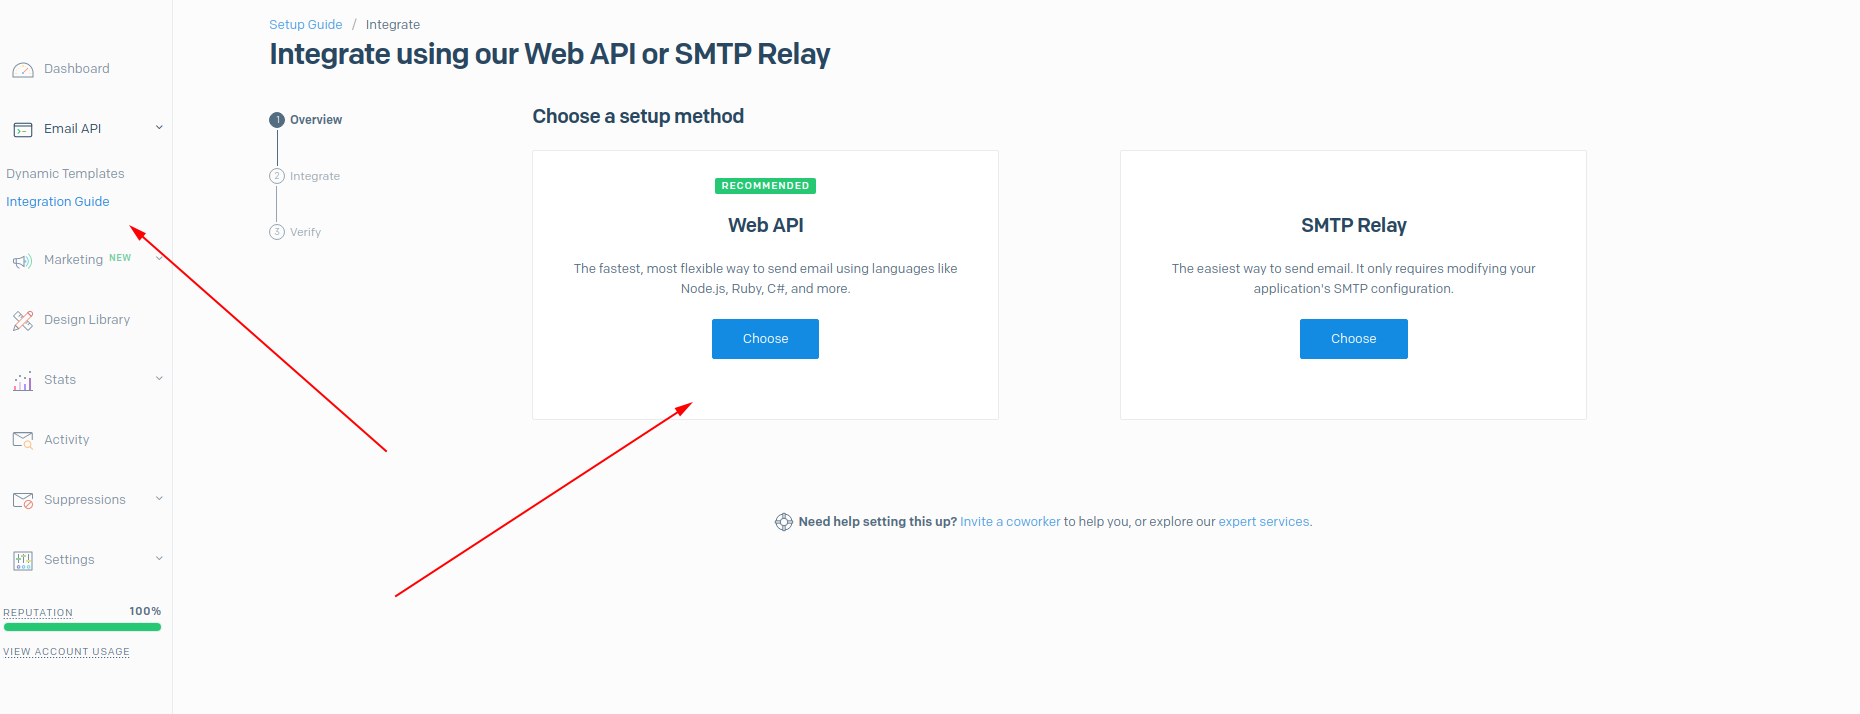 Dashboard
Email API
Dynamic Templates
Integration Guide
Marketing NEW
Design Library
Stats
Activity
Suppressions
Settings
REPUTATION 100%
VIEW ACCOUNT USAGE
Setup Guide / Integrate
Integrate using our Web API or SMTP Relay
1 Overview
2 Integrate
3 Verify
Choose a setup method
RECOMMENDED
Web API
The fastest, most flexible way to send email using languages like
Node.js, Ruby, C#, and more.
Choose
SMTP Relay
The easiest way to send email. It only requires modifying your
application's SMTP configuration.
Choose
Need help setting this up? Invite a coworker to help you, or explore our expert services.